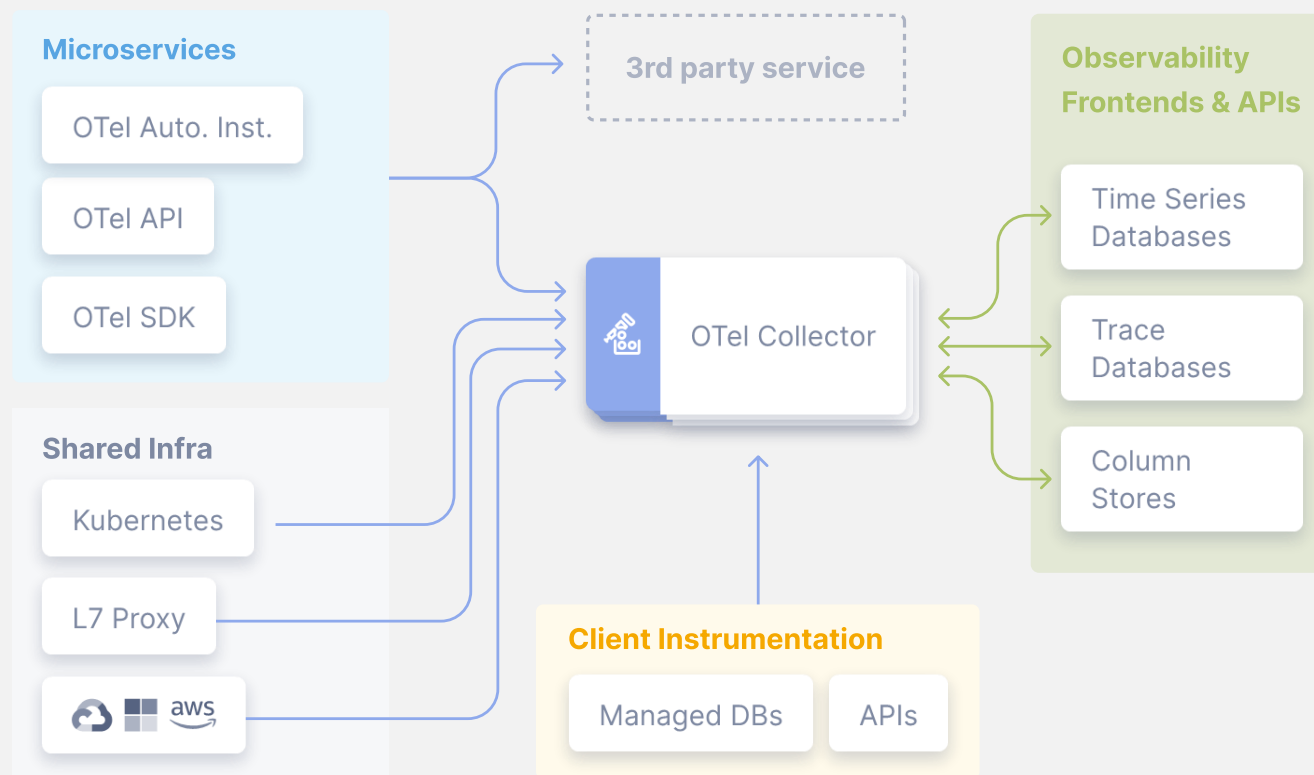 Microservices
OTel Auto. Inst.
OTel API
OTel SDK
Shared Infra
Kubernetes
L7 Proxy
aws
3rd party service
OTel Collector
Client Instrumentation
Managed DBs
APIs
Observability
Frontends & APIs
Time Series
Databases
Trace
Databases
Column
Stores